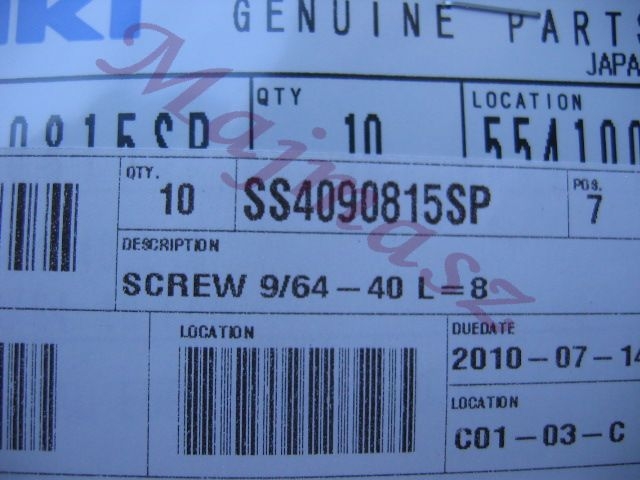 GENUINE PARTS
JAPA
QTY
10
LOCATION
Majmasz
QTY.
10
SS4090815SP
POS.
7
DESCRIPTION
SCREW 9/64-40 L=8
LOCATION
DUEDATE
2010-07-14
LOCATION
C01-03-C